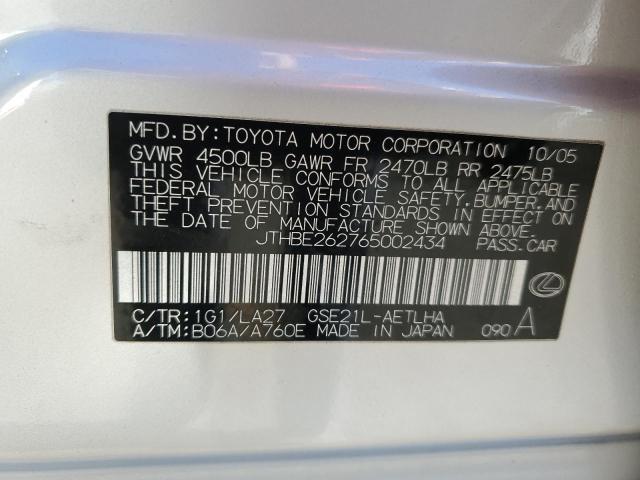 MFD.BY:TOYOTA MOTOR CORPORATION 10/05
GVWR 4500LB GAWR FR 2470LB RR 2475LB
THIS VEHICLE CONFORMS TO ALL APPLICABLE
FEDERAL MOTOR VEHICLE SAFETY,BUMPER,AND
THEFT PREVENTION STANDARDS IN EFFECT ON
THE DATE OF MANUFACTURE SHOWN ABOVE.
JTHBE262765002434 PASS.CAR
C/TR:1G1/LA27 GSE21L-AETLHA
A/TM:B06A/A760E MADE IN JAPAN 090 A